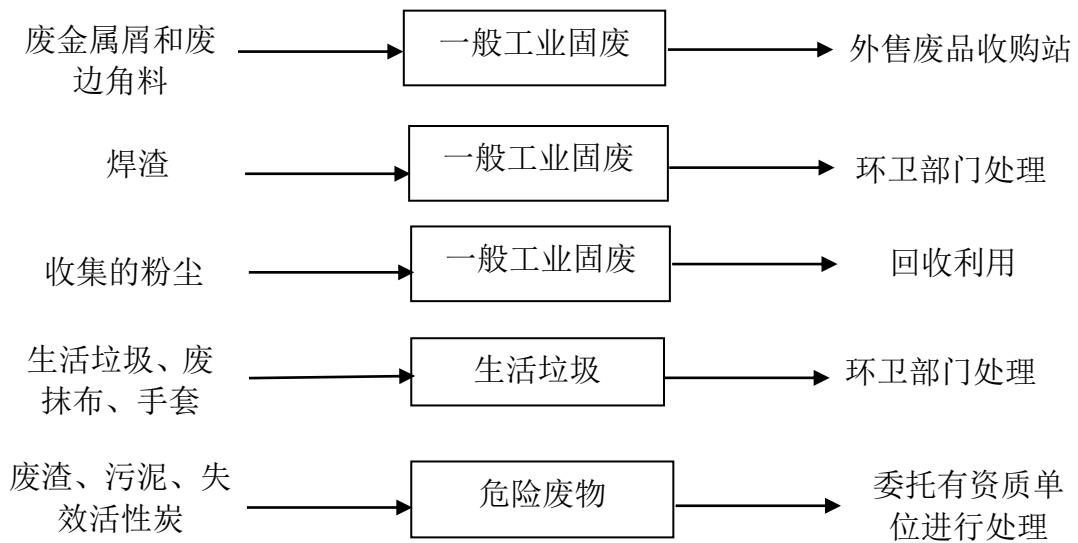 废金属屑和废
边角料
一般工业固废
外售废品收购站
焊渣
一般工业固废
环卫部门处理
收集的粉尘
一般工业固废
回收利用
生活垃圾、废
抹布、手套
生活垃圾
环卫部门处理
废渣、污泥、失
效活性炭
危险废物
委托有资质单
位进行处理